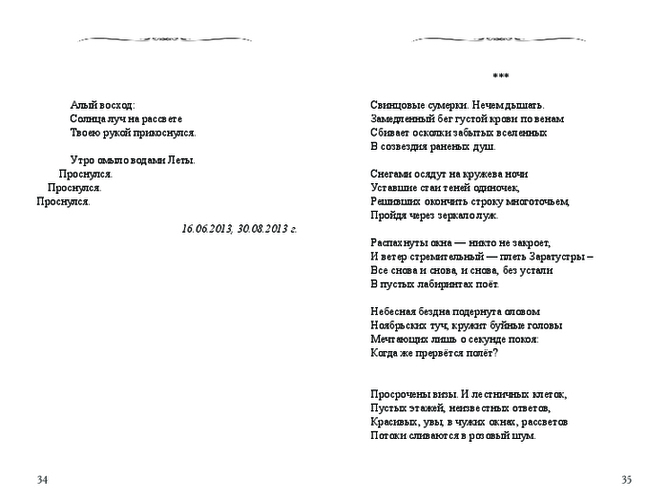 Алый восход:
Солнца луч на рассвете
Твоею рукой прикоснулся.
Утро омыло водами Леты.
Проснулся.
Проснулся.
Проснулся.
16.06.2013, 30.08.2013 г.
34
***
Свинцовые сумерки. Нечем дышать.
Замедленный бег густой крови по венам
Сбивает осколки забытых вселенных
В созвездия раненых душ.
Снегами осядут на кружева ночи
Уставшие стаи теней одиночек,
Решивших окончить строку многоточьем,
Пройдя через зеркало луж.
Распахнуты окна — никто не закроет,
И ветер стремительный — плеть Заратустры –
Все снова и снова, и снова, без устали
В пустых лабиринтах поёт.
Небесная бездна подернута оловом
Ноябрьских туч, кружит буйные головы
Мечтающих лишь о секунде покоя:
Когда же прервётся полёт?
Просрочены визы. И лестничных клеток,
Пустых этажей, неизвестных ответов,
Красивых, увы, в чужих окнах, рассветов
Потоки сливаются в розовый шум.
35